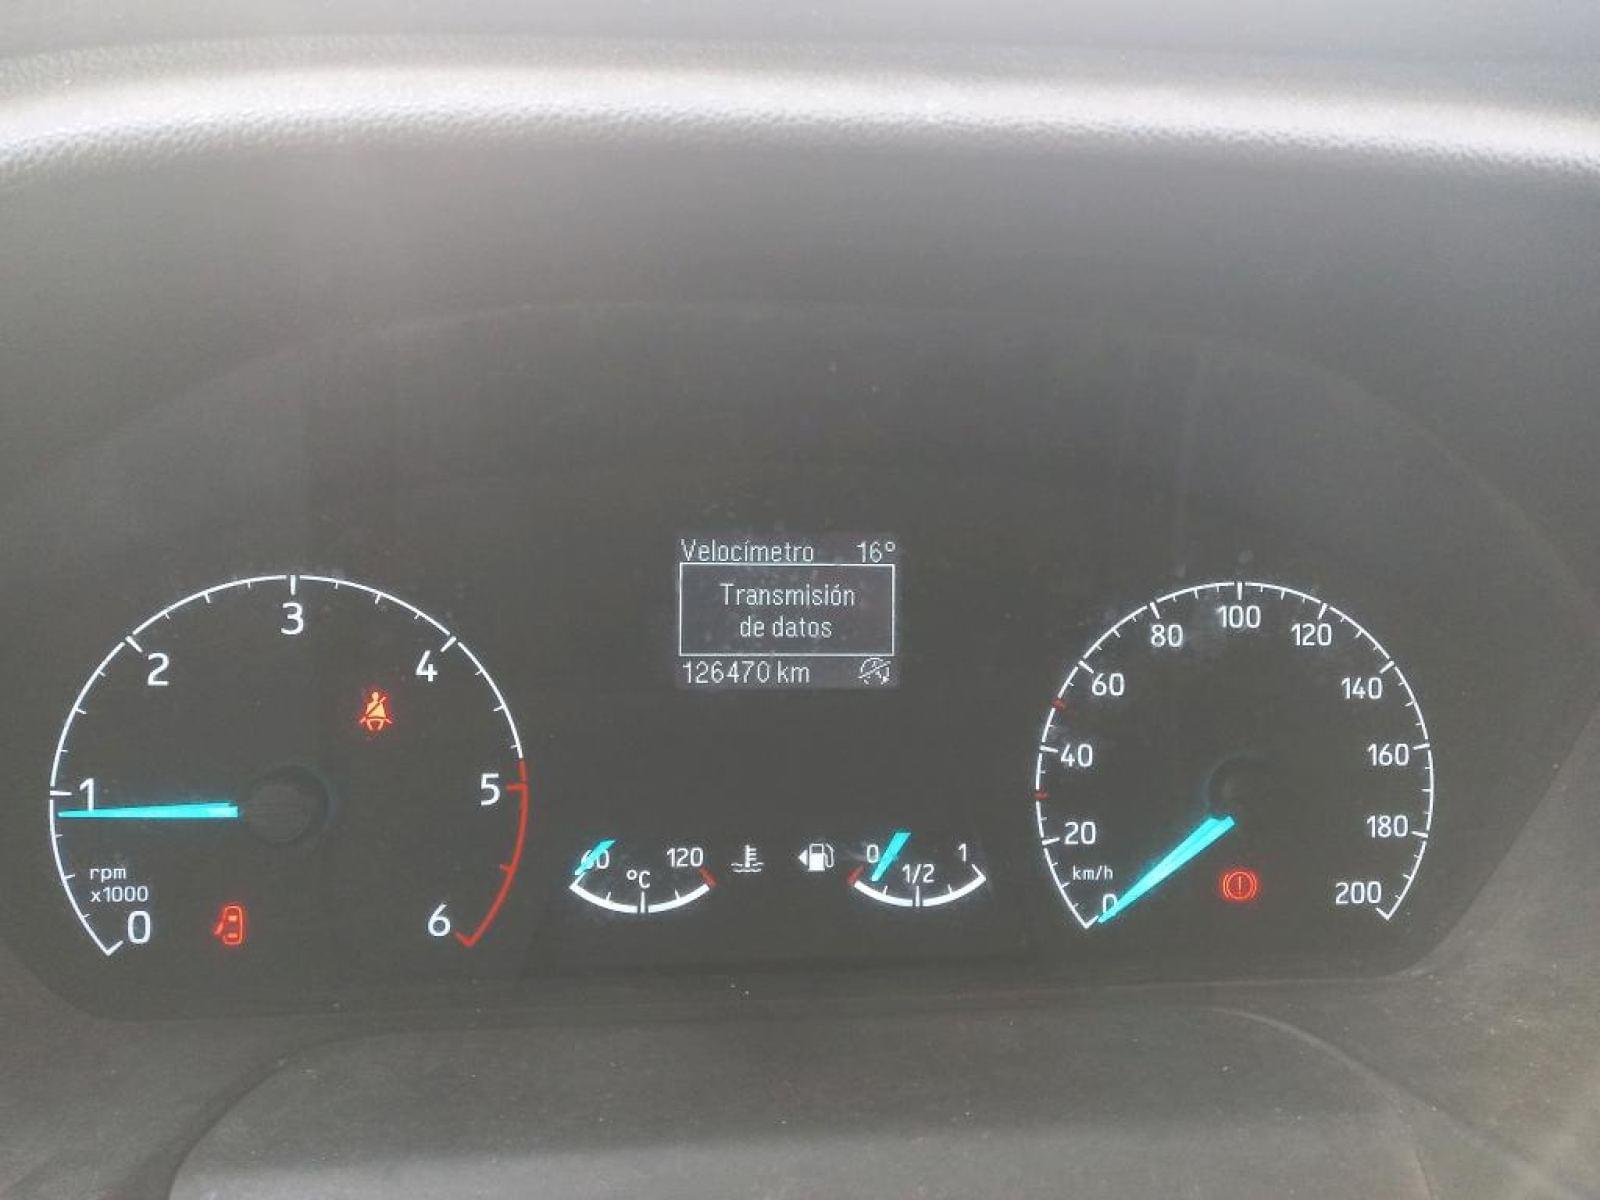 Velocímetro 16°
Transmisión
de datos
126470 km
0 1 2 3 4 5 6
rpm
x1000
60 120
°C
0 1/2 1
0 20 40 60 80 100 120 140 160 180 200
km/h